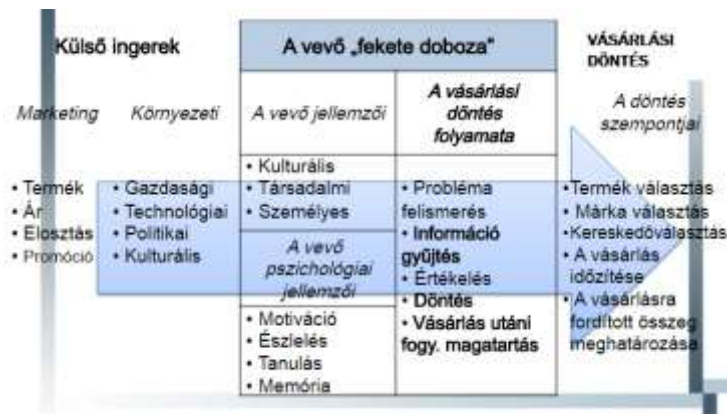 Külső ingerek
A vevő „fekete doboza”
VÁSÁRLÁSI
DÖNTÉS
Marketing
Környezeti
A vevő jellemzői
A vásárlási
döntés
folyamata
A döntés
szempontjai
• Termék
• Ár
• Elosztás
• Promóció
• Gazdasági
• Technológiai
• Politikai
• Kulturális
• Kulturális
• Társadalmi
• Személyes
A vevő
pszichológiai
jellemzői
• Motiváció
• Észlelés
• Tanulás
• Memória
• Probléma
felismerés
• Információ
gyűjtés
• Értékelés
• Döntés
• Vásárlás utáni
fogy. magatartás
• Termék választás
• Márka választás
• Kereskedőválasztás
• A vásárlás
időzítése
• A vásárlásra
fordított összeg
meghatározása